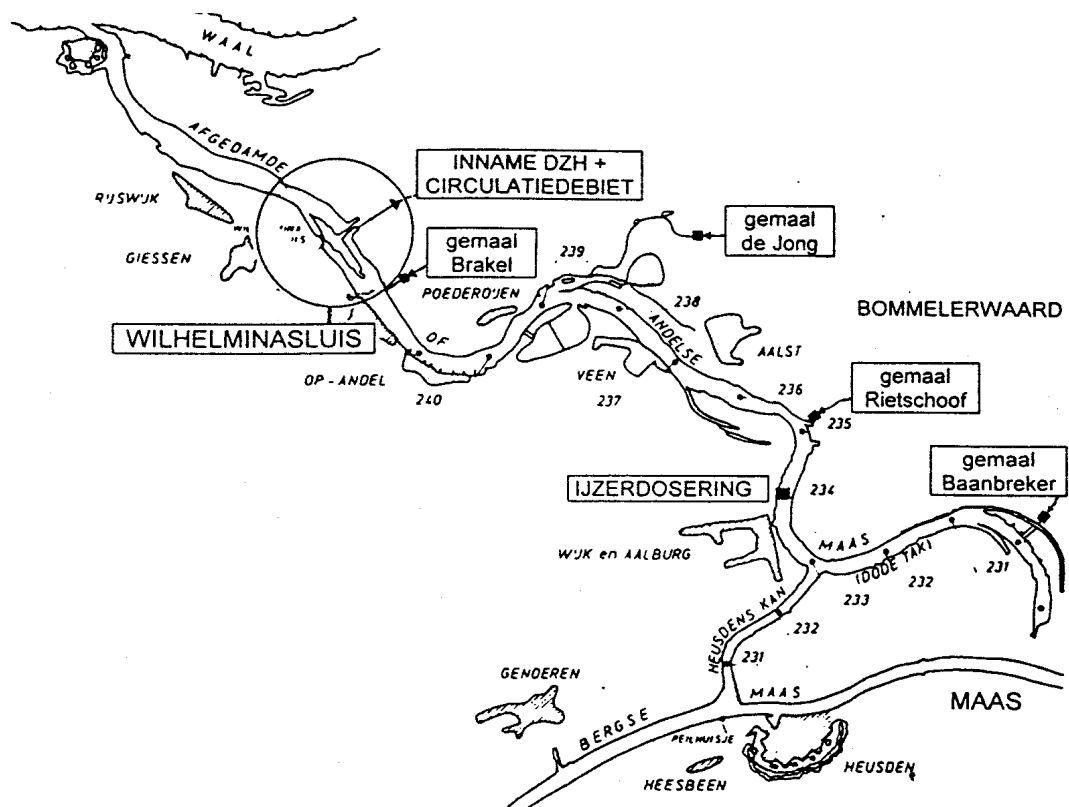 WAAL
AFGEDAMDE
INNAME DZH +
CIRCULATIEDEBIET
RIJSWIJK
GIESSEN
gemaal
Brakel
gemaal
de Jong
239
POEDEROIJEN
238
BOMMELERWAARD
WILHELMINASLUIS
OF
ANDELSE
AALST
OP-ANDEL
240
VEEN
237
236
gemaal
Rietschoof
235
gemaal
Baanbreker
IJZERDOSERING
234
WIJK en AALBURG
MAAS
(DODE TAK)
231
232
233
HEUSDENS KAN
232
231
GENDEREN
MAAS
MAAS
BERGSE
PEILHUISJE
HEESBEEN
HEUSDEN